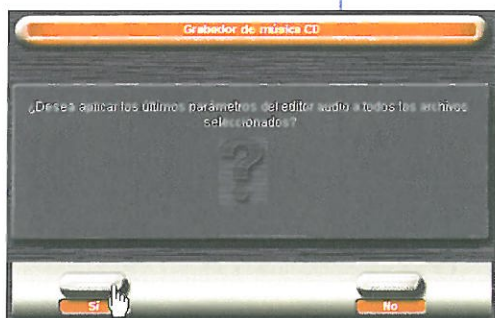 Grabador de música CD
¿Desea aplicar los últimos parámetros del editor audio a todos los archivos
seleccionados?
Sí
No